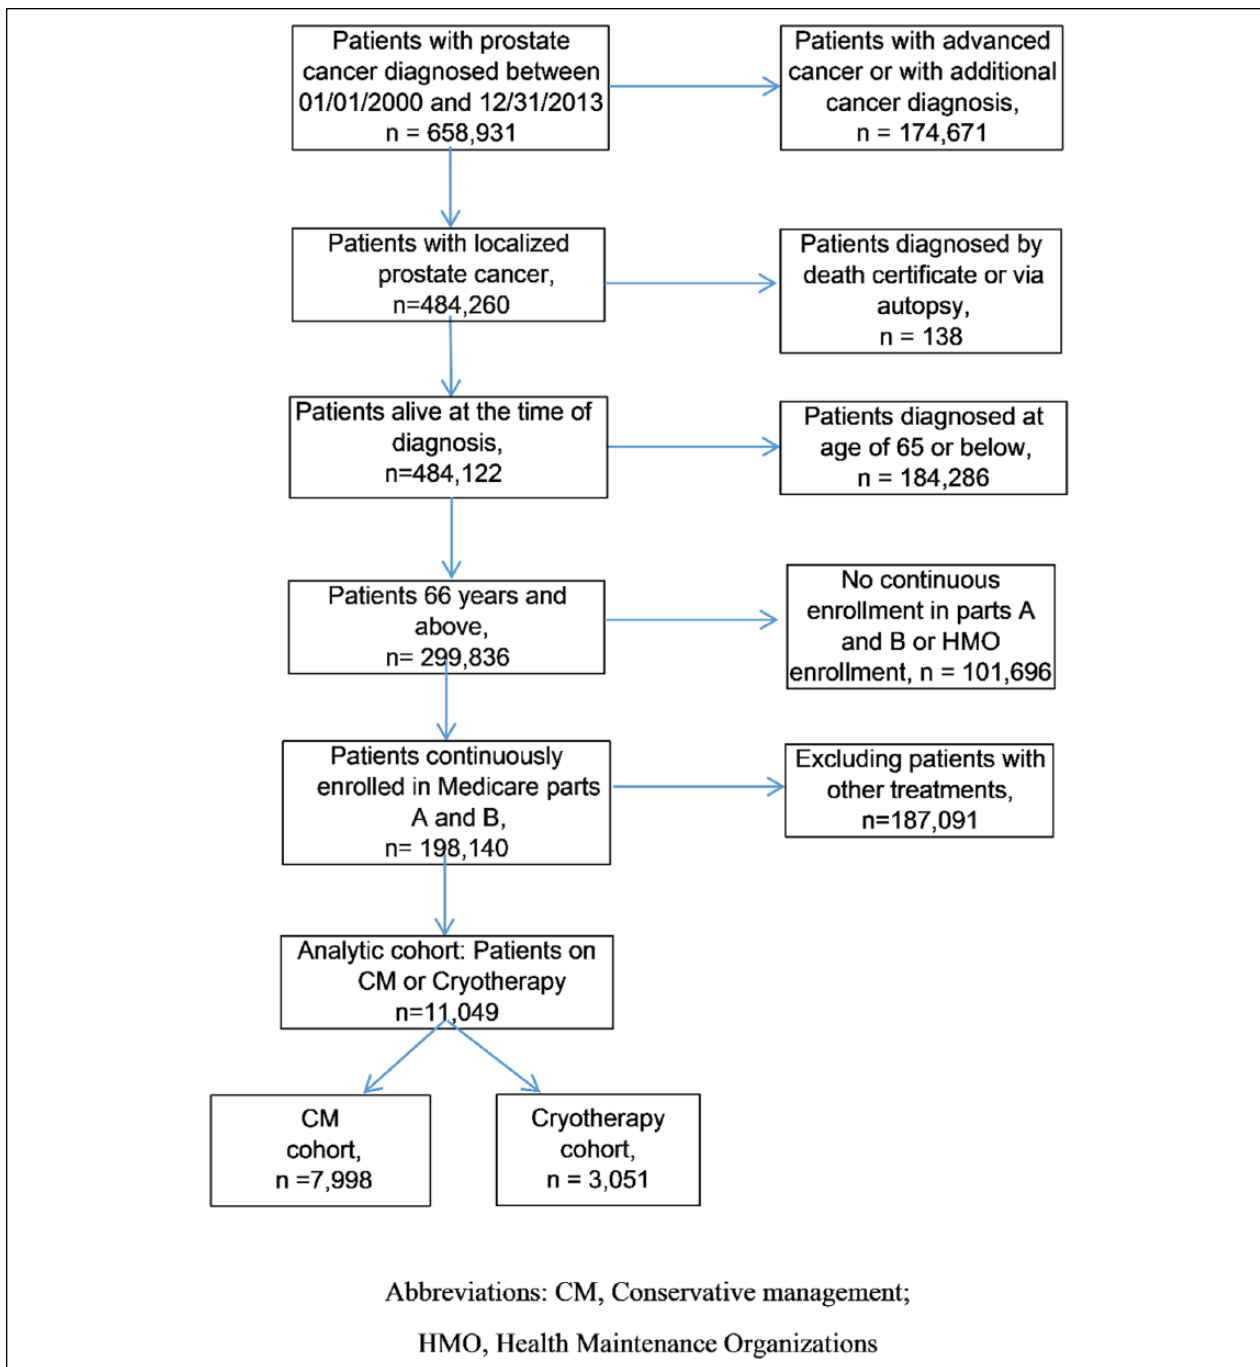 Patients with prostate
cancer diagnosed between
01/01/2000 and 12/31/2013
n = 658,931
Patients with advanced
cancer or with additional
cancer diagnosis,
n = 174,671
Patients with localized
prostate cancer,
n=484,260
Patients diagnosed by
death certificate or via
autopsy,
n = 138
Patients alive at the time of
diagnosis,
n=484,122
Patients diagnosed at
age of 65 or below,
n = 184,286
Patients 66 years and
above,
n= 299,836
No continuous
enrollment in parts A
and B or HMO
enrollment, n = 101,696
Patients continuously
enrolled in Medicare parts
A and B,
n= 198,140
Excluding patients with
other treatments,
n=187,091
Analytic cohort: Patients on
CM or Cryotherapy
n=11,049
CM
cohort,
n =7,998
Cryotherapy
cohort,
n = 3,051
Abbreviations: CM, Conservative management;
HMO, Health Maintenance Organizations